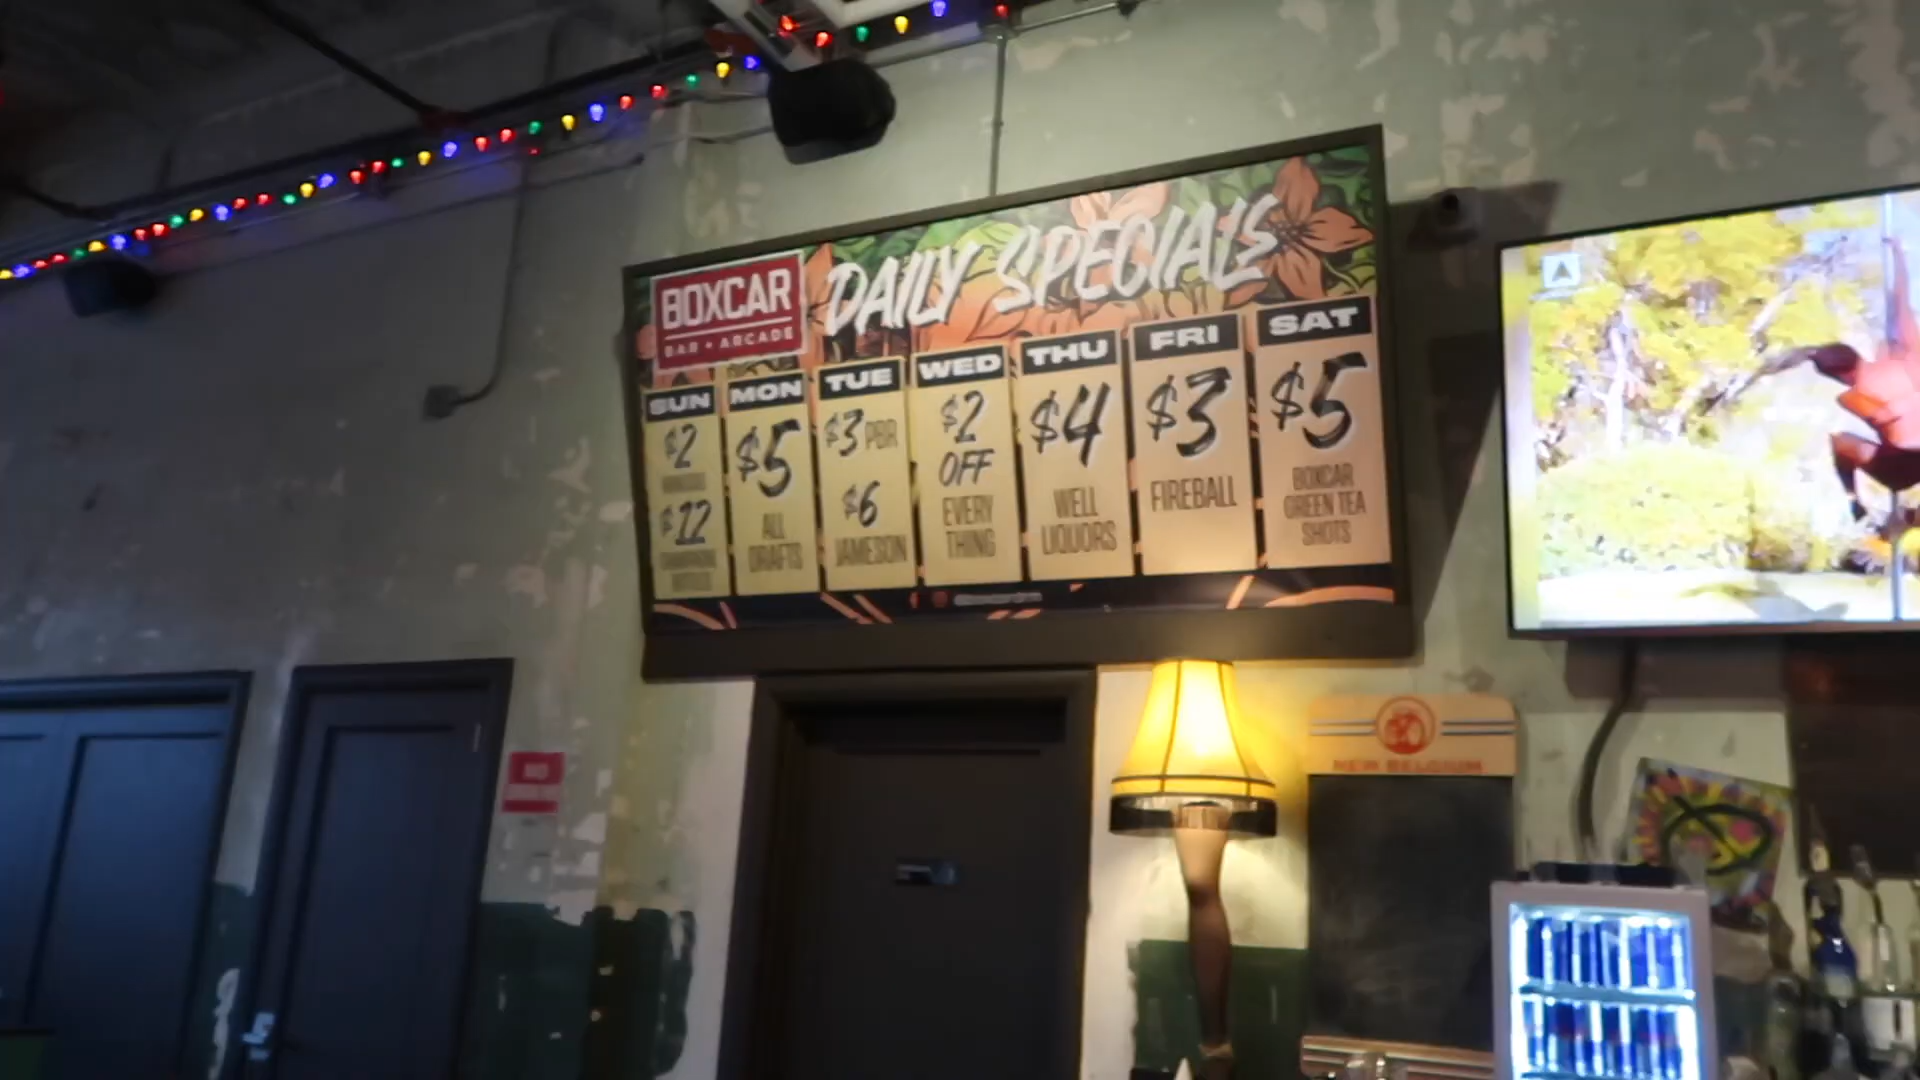 BOXCAR
BAR + ARCADE
DAILY SPECIALS
SUN
$2
$12
MON
$5
ALL
DRAFTS
TUE
$3 PBR
$6
JAMESON
WED
$2
OFF
EVERY
THING
THU
$4
WELL
LIQUORS
FRI
$3
FIREBALL
SAT
$5
BOXCAR
GREEN TEA
SHOTS
NEW BELGIUM